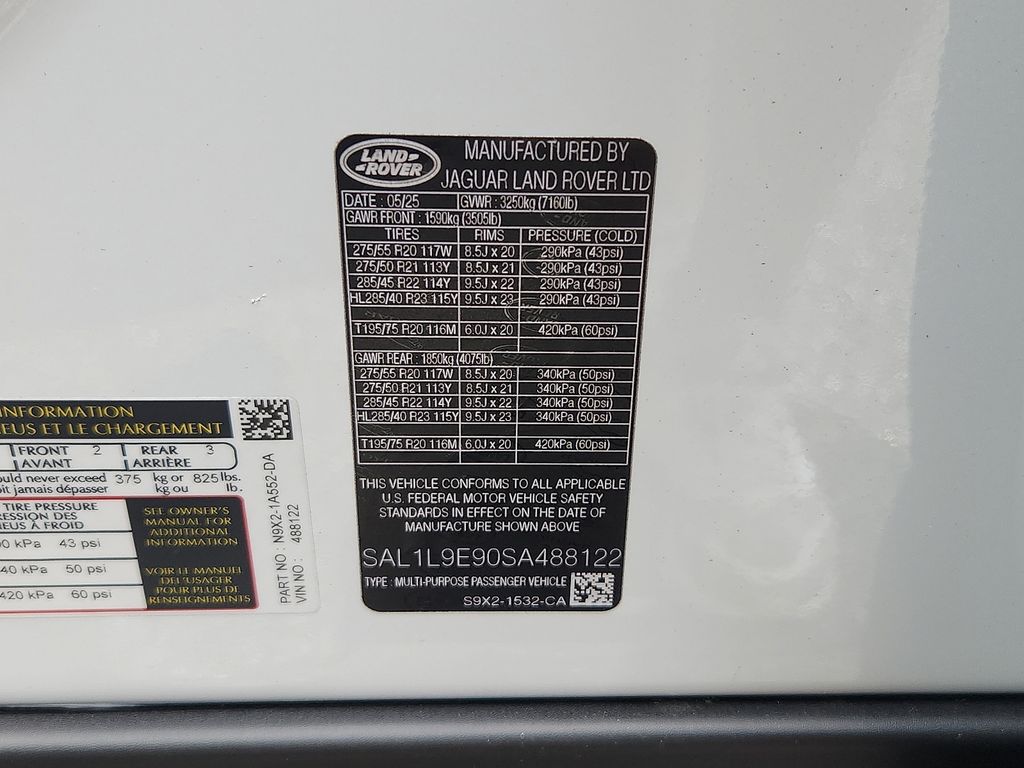 LAND-
-ROVER
MANUFACTURED BY
JAGUAR LAND ROVER LTD
DATE : 05/25 GVWR : 3250kg (7160lb)
GAWR FRONT : 1590kg (3505lb)
TIRES RIMS PRESSURE (COLD)
275/55 R20 117W 8.5J x 20 290kPa (43psi)
275/50 R21 113Y 8.5J x 21 290kPa (43psi)
285/45 R22 114Y 9.5J x 22 290kPa (43psi)
HL285/40 R23 115Y 9.5J x 23 290kPa (43psi)
T195/75 R20 116M 6.0J x 20 420kPa (60psi)
GAWR REAR : 1850kg (4075lb)
275/55 R20 117W 8.5J x 20 340kPa (50psi)
275/50 R21 113Y 8.5J x 21 340kPa (50psi)
285/45 R22 114Y 9.5J x 22 340kPa (50psi)
HL285/40 R23 115Y 9.5J x 23 340kPa (50psi)
T195/75 R20 116M 6.0J x 20 420kPa (60psi)
THIS VEHICLE CONFORMS TO ALL APPLICABLE
U.S. FEDERAL MOTOR VEHICLE SAFETY
STANDARDS IN EFFECT ON THE DATE OF
MANUFACTURE SHOWN ABOVE
SAL1L9E90SA488122
TYPE : MULTI-PURPOSE PASSENGER VEHICLE
S9X2-1532-CA
INFORMATION
EUS ET LE CHARGEMENT
FRONT 2 REAR 3
AVANT ARRIÈRE
ould never exceed 375 kg or 825 lbs.
oit jamais dépasser kg ou lb.
TIRE PRESSURE
RESSION DES
NEUS À FROID
90 kPa 43 psi
40 kPa 50 psi
420 kPa 60 psi
SEE OWNER'S
MANUAL FOR
ADDITIONAL
INFORMATION
VOIR LE MANUEL
DE L'USAGER
POUR PLUS DE
RENSEIGNEMENTS
PART NO : N9X2-1A552-DA
VIN NO : 488122